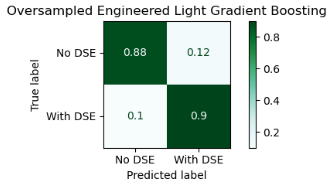 Oversampled Engineered Light Gradient Boosting
No DSE
0.88
0.12
0.8
0.6
True label
With DSE
0.1
0.9
0.4
0.2
No DSE
With DSE
Predicted label